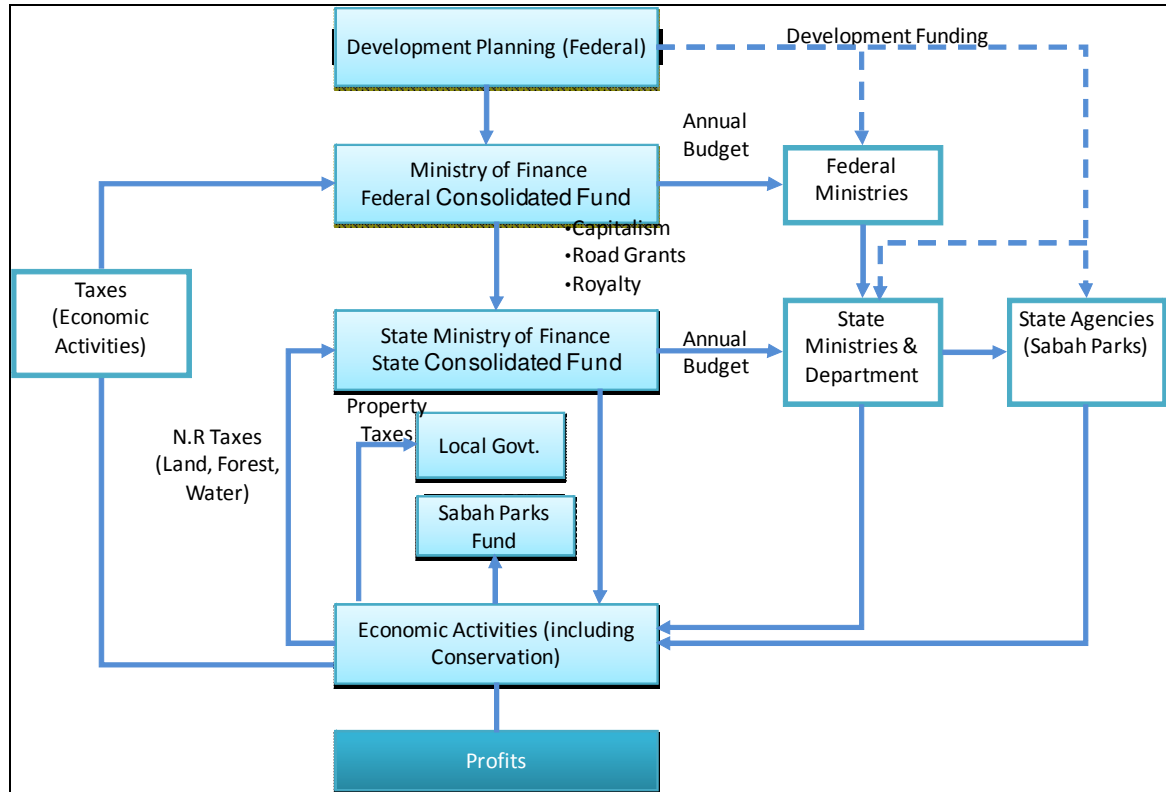 Development Planning (Federal)
Development Funding
Annual
Budget
Ministry of Finance
Federal Consolidated Fund
Federal
Ministries
•Capitalism
•Road Grants
•Royalty
Taxes
(Economic
Activities)
State Ministry of Finance
State Consolidated Fund
Annual
Budget
State
Ministries &
Department
State Agencies
(Sabah Parks)
Property
Taxes
N.R Taxes
(Land, Forest,
Water)
Local Govt.
Sabah Parks
Fund
Economic Activities (including
Conservation)
Profits